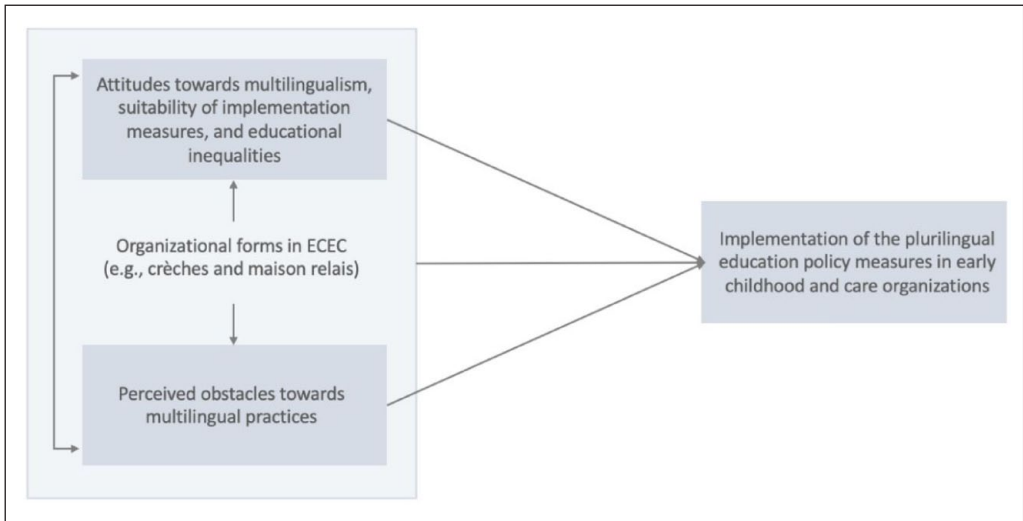 Attitudes towards multilingualism,
suitability of implementation
measures, and educational
inequalities
Organizational forms in ECEC
(e.g., crèches and maison relais)
Perceived obstacles towards
multilingual practices
Implementation of the plurilingual
education policy measures in early
childhood and care organizations